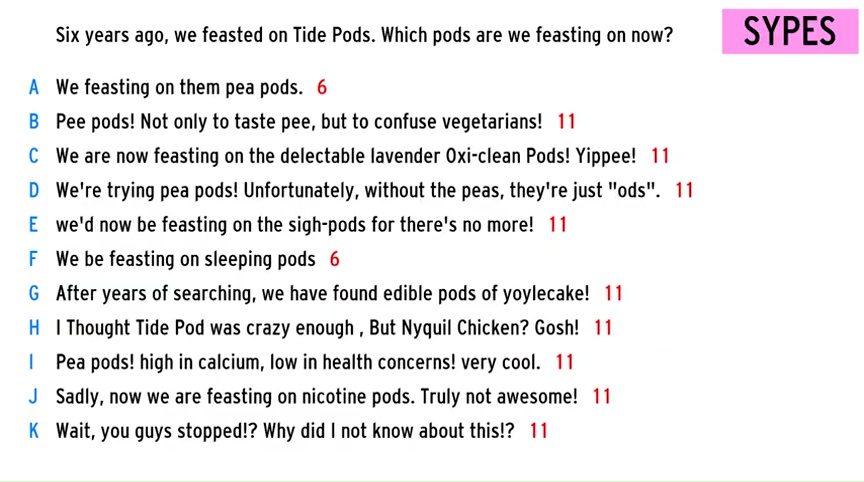 Six years ago, we feasted on Tide Pods. Which pods are we feasting on now?
SYPES
A We feasting on them pea pods. 6
B Pee pods! Not only to taste pee, but to confuse vegetarians! 11
C We are now feasting on the delectable lavender Oxi-clean Pods! Yippee! 11
D We're trying pea pods! Unfortunately, without the peas, they're just "ods". 11
E we'd now be feasting on the sigh-pods for there's no more! 11
F We be feasting on sleeping pods 6
G After years of searching, we have found edible pods of yoylecake! 11
H I Thought Tide Pod was crazy enough , But Nyquil Chicken? Gosh! 11
I Pea pods! high in calcium, low in health concerns! very cool. 11
J Sadly, now we are feasting on nicotine pods. Truly not awesome! 11
K Wait, you guys stopped!? Why did I not know about this!? 11